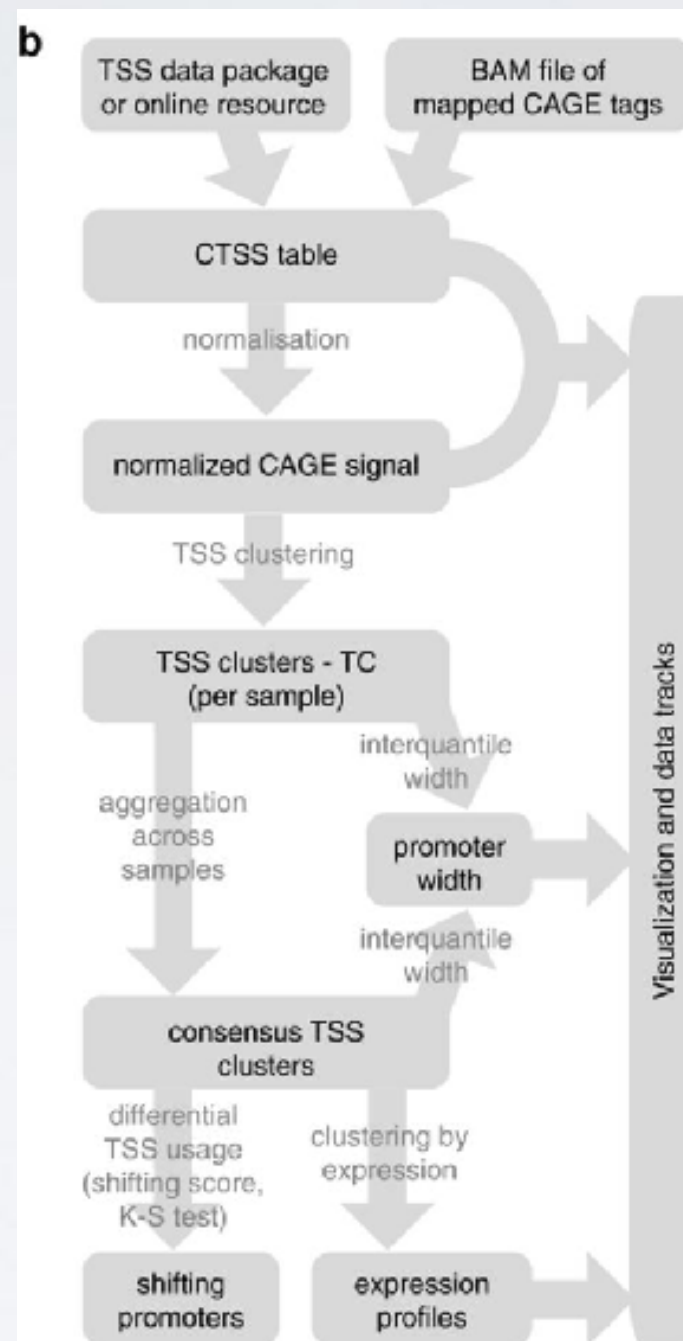 b
TSS data package
or online resource
BAM file of
mapped CAGE tags
CTSS table
normalisation
normalized CAGE signal
TSS clustering
TSS clusters - TC
(per sample)
interquantile
width
aggregation
across
samples
promoter
width
interquantile
width
consensus TSS
clusters
differential
TSS usage
(shifting score,
K-S test)
clustering by
expression
shifting
promoters
expression
profiles
Visualization and data tracks